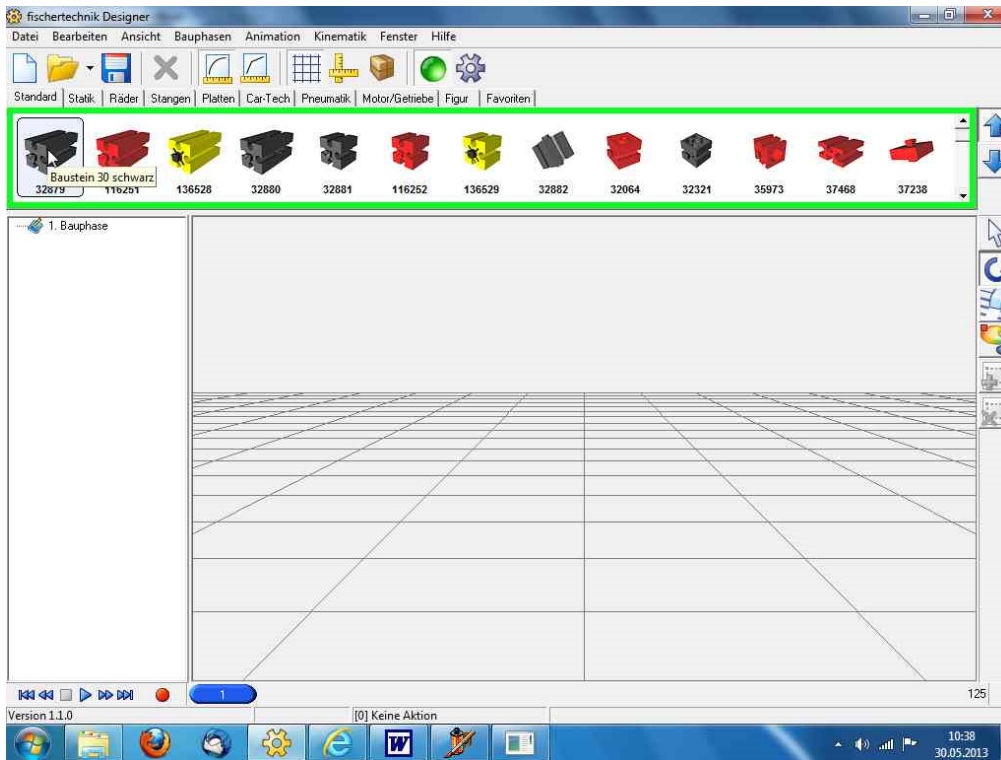 fischertechnik Designer
Datei Bearbeiten Ansicht Bauphasen Animation Kinematik Fenster Hilfe
Standard Statik Räder Stangen Platten Car-Tech Pneumatik Motor/Getriebe Figur Favoriten
Baustein 30 schwarz
32879 116251 136528 32880 32881 116252 136529 32882 32064 32321 35973 37468 37238
1. Bauphase
1 125
Version 1.1.0 [0] Keine Aktion
10:38
30.05.2013